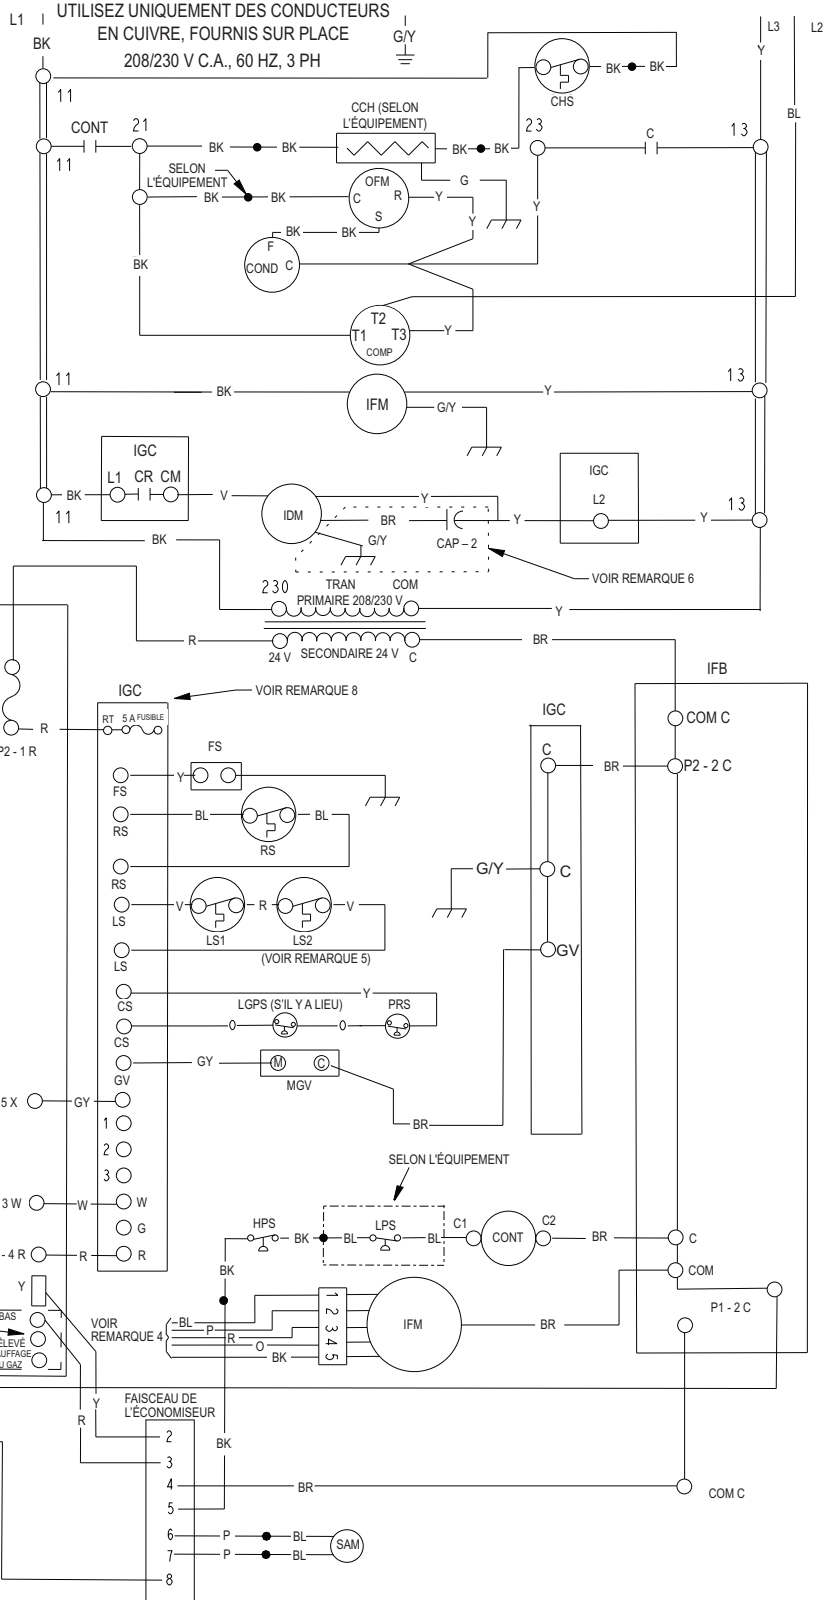 UTILISEZ UNIQUEMENT DES CONDUCTEURS
EN CUIVRE, FOURNIS SUR PLACE
208/230 V C.A., 60 HZ, 3 PH
L1
BK
G/Y
L3
L2
Y
BL
11
CHS
BK BK
CONT
21
CCH (SELON
L'ÉQUIPEMENT)
23
C
13
11
BK BK
BK BK
SELON
L'ÉQUIPEMENT
BK BK
OFM
C R
S
Y
G
Y
Y
BK BK
F
COND C
BK
T2
T1 T3
COMP
Y
11
BK
IFM
Y
13
G/Y
IGC
L1 CR CM
BK
11
V
IDM
Y
BR
CAP – 2
G/Y
Y
IGC
L2
Y
13
BK
VOIR REMARQUE 6
230
TRAN COM
PRIMAIRE 208/230 V
Y
R
24 V SECONDAIRE 24 V C
BR
IFB
IGC
VOIR REMARQUE 8
IGC
COM C
RT 5 A FUSIBLE
R
P2 - 1 R
FS
FS
Y
C
BR
P2 - 2 C
RS
BL
BL
RS
RS
G/Y
C
LS
V
R
V
LS1
LS2
(VOIR REMARQUE 5)
LS
GV
CS
Y
LGPS (S'IL Y A LIEU)
PRS
CS
O
O
GV
GY
M C
MGV
BR
5 X
GY
1
2
3
SELON L'ÉQUIPEMENT
3 W
W
W
G
- 4 R
R
R
HPS
BK
BL
LPS
BL
C1
CONT
C2
BR
C
COM
BK
P1 - 2 C
Y
BAS
ÉLEVÉ
AUFFAGE
U GAZ
VOIR
REMARQUE 4
BL
P
R
O
BK
1
2
3
4
5
IFM
BR
Y
R
FAISCEAU DE
L'ÉCONOMISEUR
BK
2
3
4
BR
COM C
5
6
P
BL
SAM
7
P
BL
8